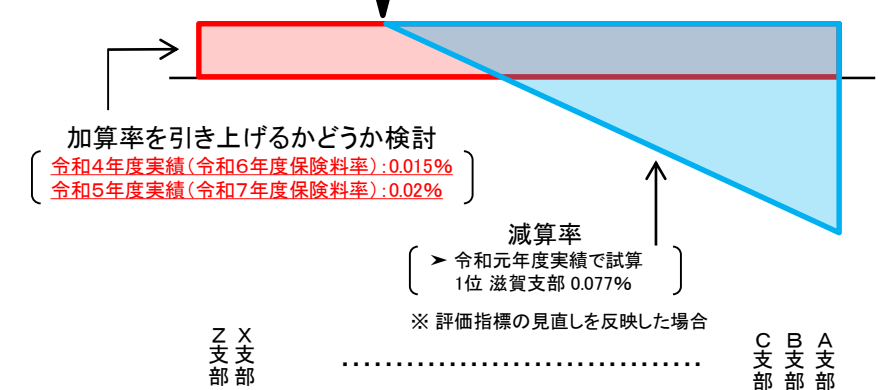 加算率を引き上げるかどうか検討
令和4年度実績(令和6年度保険料率):0.015%
令和5年度実績(令和7年度保険料率):0.02%
減算率
➤ 令和元年度実績で試算
1位 滋賀支部 0.077%
※ 評価指標の見直しを反映した場合
Z支部
X支部
‥‥‥‥‥‥‥‥‥‥‥‥‥‥‥‥‥
C支部
B支部
A支部